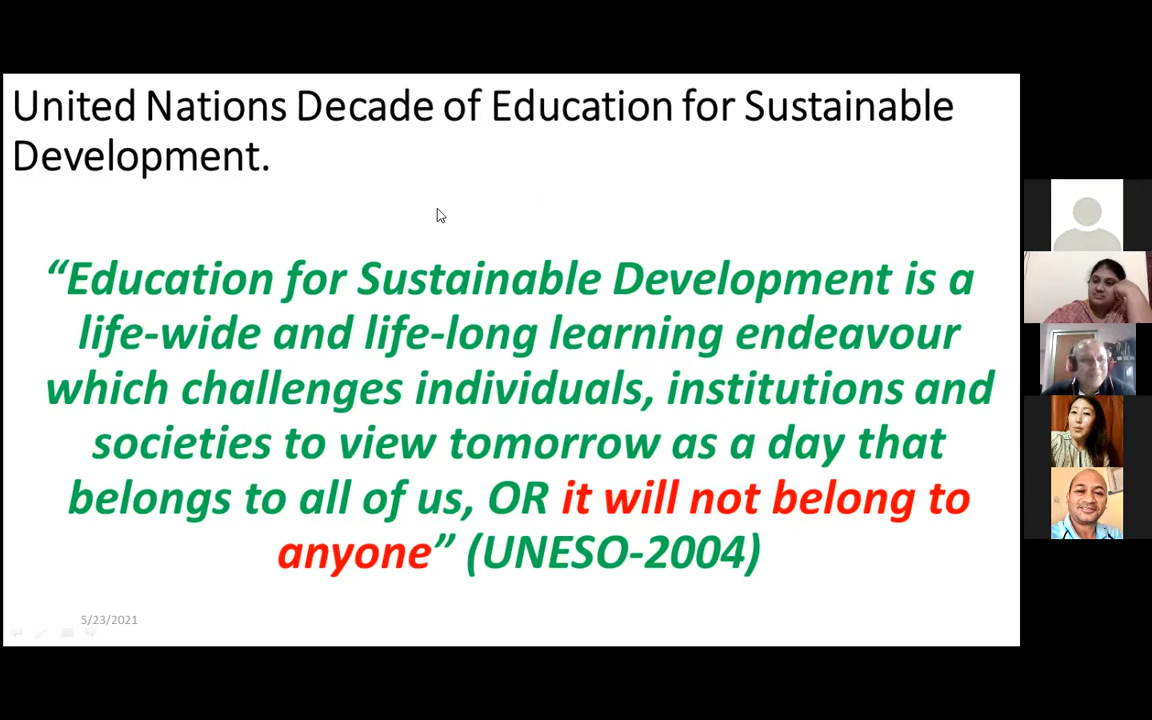 United Nations Decade of Education for Sustainable
Development.
“Education for Sustainable Development is a
life-wide and life-long learning endeavour
which challenges individuals, institutions and
societies to view tomorrow as a day that
belongs to all of us, OR it will not belong to
anyone” (UNESO-2004)
5/23/2021